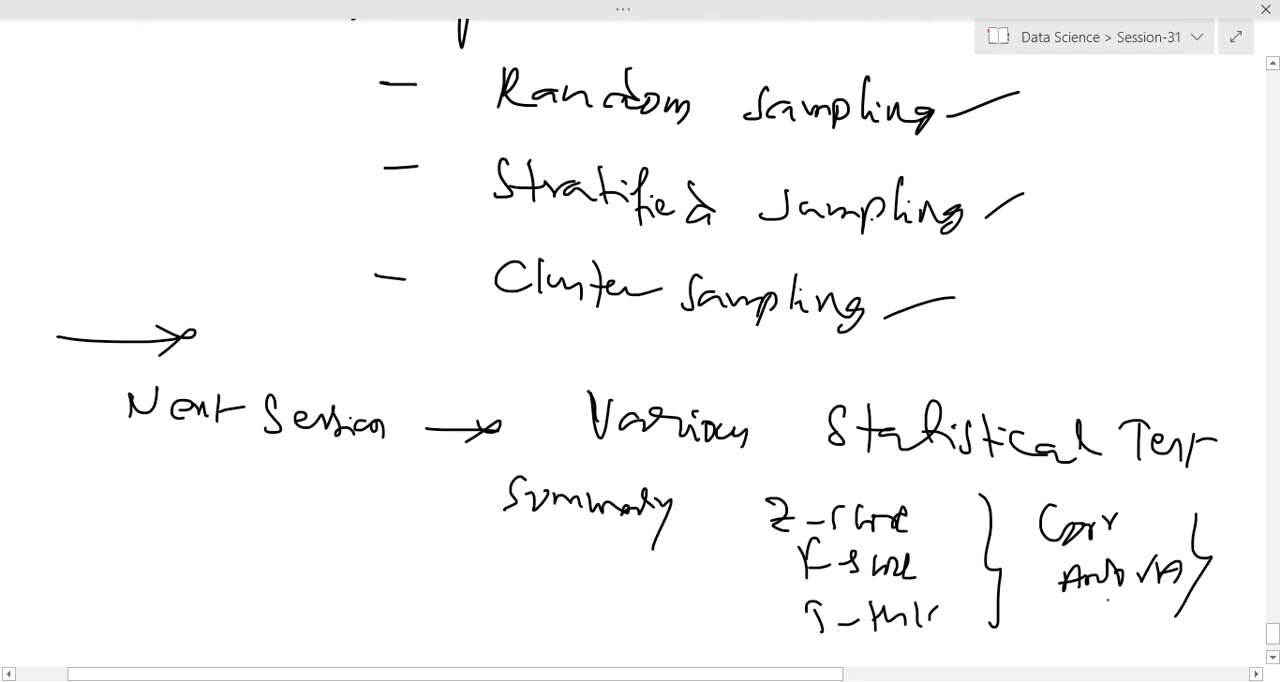 Data Science > Session-31
- Random Sampling
- Stratified Sampling
- Cluster Sampling
Next Session → Various Statistical Test
Summary
Z-score
F-score
T-
Corr
ANOVA